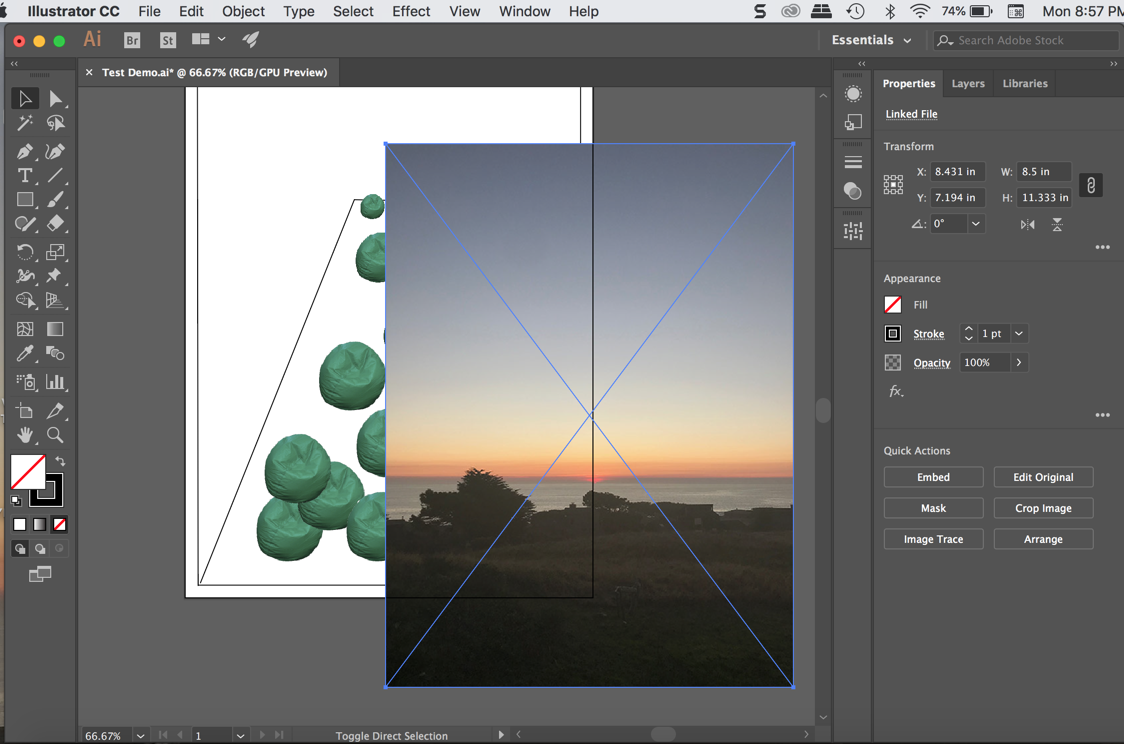 Illustrator CC File Edit Object Type Select Effect View Window Help 74% Mon 8:57 PM
Ai Br St Essentials Search Adobe Stock
× Test Demo.ai* @ 66.67% (RGB/GPU Preview)
Properties Layers Libraries
Linked File
Transform
X: 8.431 in W: 8.5 in
Y: 7.194 in H: 11.333 in
0°
Appearance
Fill
Stroke 1 pt
Opacity 100%
fx.
Quick Actions
Embed Edit Original
Mask Crop Image
Image Trace Arrange
66.67% 1 Toggle Direct Selection